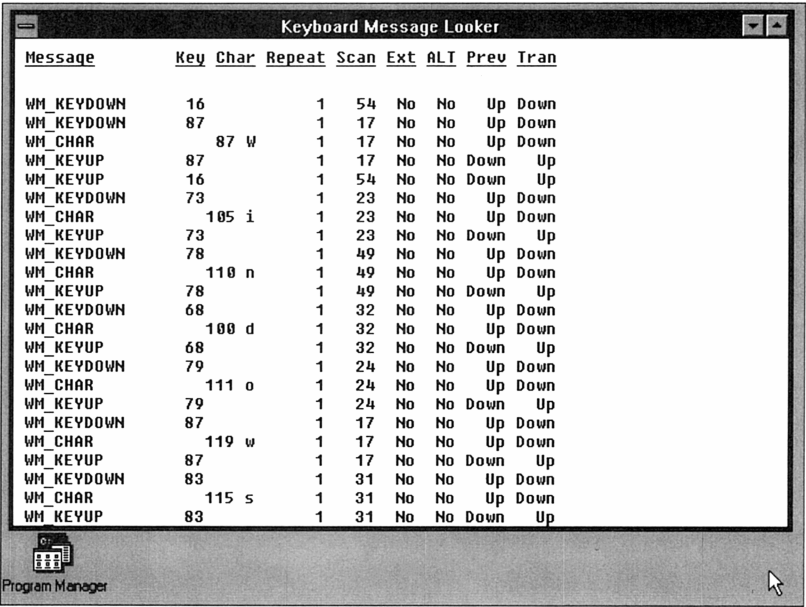 Keyboard Message Looker
Message Key Char Repeat Scan Ext ALT Prev Tran
WM_KEYDOWN 16 1 54 No No Up Down
WM_KEYDOWN 87 1 17 No No Up Down
WM_CHAR 87 W 1 17 No No Up Down
WM_KEYUP 87 1 17 No No Down Up
WM_KEYUP 16 1 54 No No Down Up
WM_KEYDOWN 73 1 23 No No Up Down
WM_CHAR 105 i 1 23 No No Up Down
WM_KEYUP 73 1 23 No No Down Up
WM_KEYDOWN 78 1 49 No No Up Down
WM_CHAR 110 n 1 49 No No Up Down
WM_KEYUP 78 1 49 No No Down Up
WM_KEYDOWN 68 1 32 No No Up Down
WM_CHAR 100 d 1 32 No No Up Down
WM_KEYUP 68 1 32 No No Down Up
WM_KEYDOWN 79 1 24 No No Up Down
WM_CHAR 111 o 1 24 No No Up Down
WM_KEYUP 79 1 24 No No Down Up
WM_KEYDOWN 87 1 17 No No Up Down
WM_CHAR 119 w 1 17 No No Up Down
WM_KEYUP 87 1 17 No No Down Up
WM_KEYDOWN 83 1 31 No No Up Down
WM_CHAR 115 s 1 31 No No Up Down
WM_KEYUP 83 1 31 No No Down Up
Program Manager